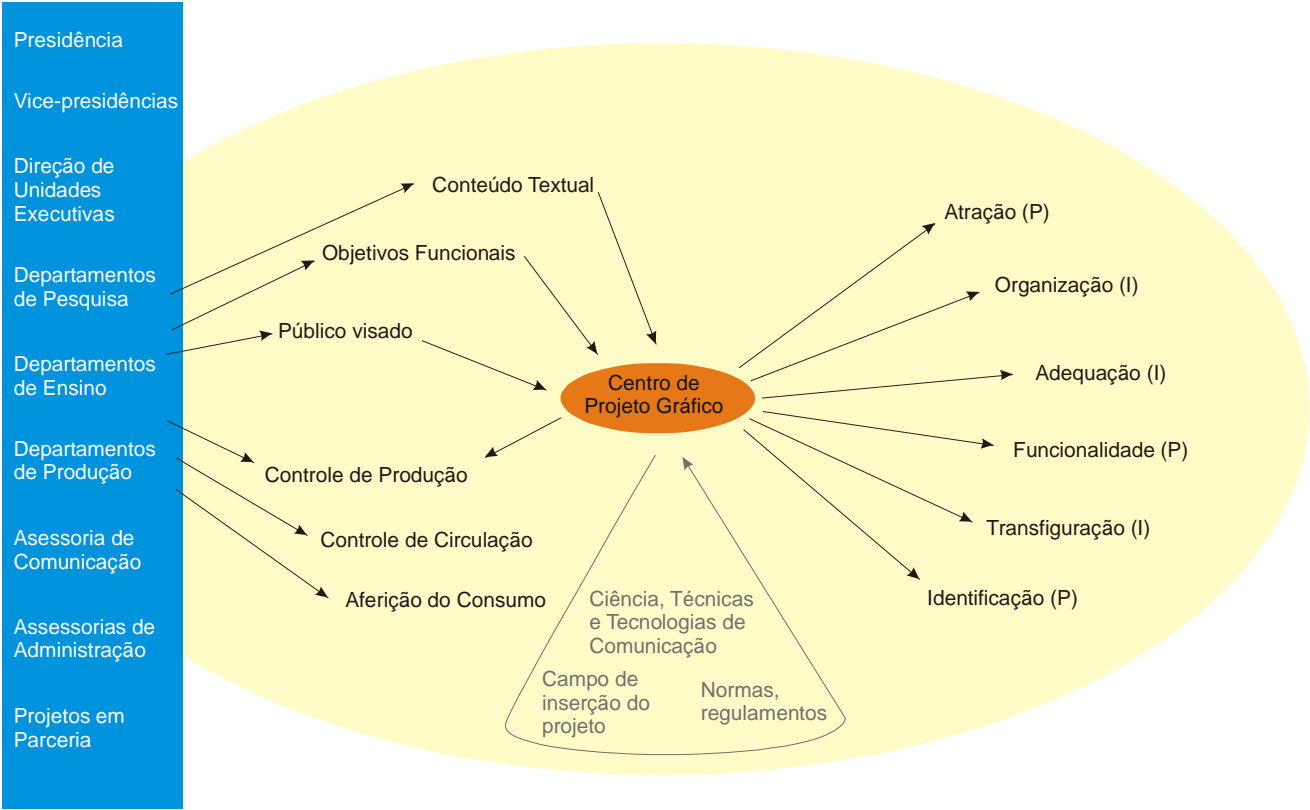 Presidência
Vice-presidências
Direção de
Unidades
Executivas
Departamentos
de Pesquisa
Departamentos
de Ensino
Departamentos
de Produção
Asessoria de
Comunicação
Assessorias de
Administração
Projetos em
Parceria
Conteúdo Textual
Objetivos Funcionais
Público visado
Controle de Produção
Controle de Circulação
Aferição do Consumo
Centro de
Projeto Gráfico
Ciência, Técnicas
e Tecnologias de
Comunicação
Campo de
inserção do
projeto
Normas,
regulamentos
Atração (P)
Organização (I)
Adequação (I)
Funcionalidade (P)
Transfiguração (I)
Identificação (P)